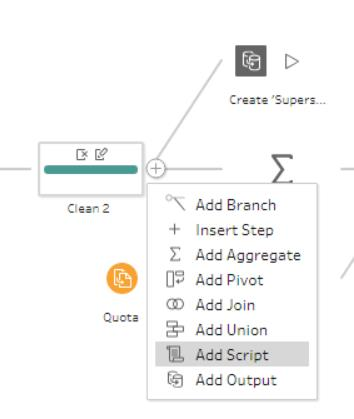 Create 'Supers...
Clean 2
Add Branch
Insert Step
Add Aggregate
Add Pivot
Quota
Add Join
Add Union
Add Script
Add Output